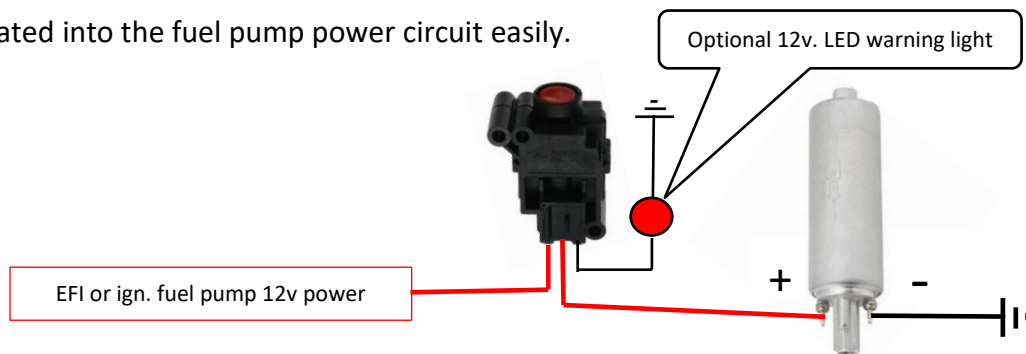 ated into the fuel pump power circuit easily.
Optional 12v. LED warning light
-
+ -
EFI or ign. fuel pump 12v power
-